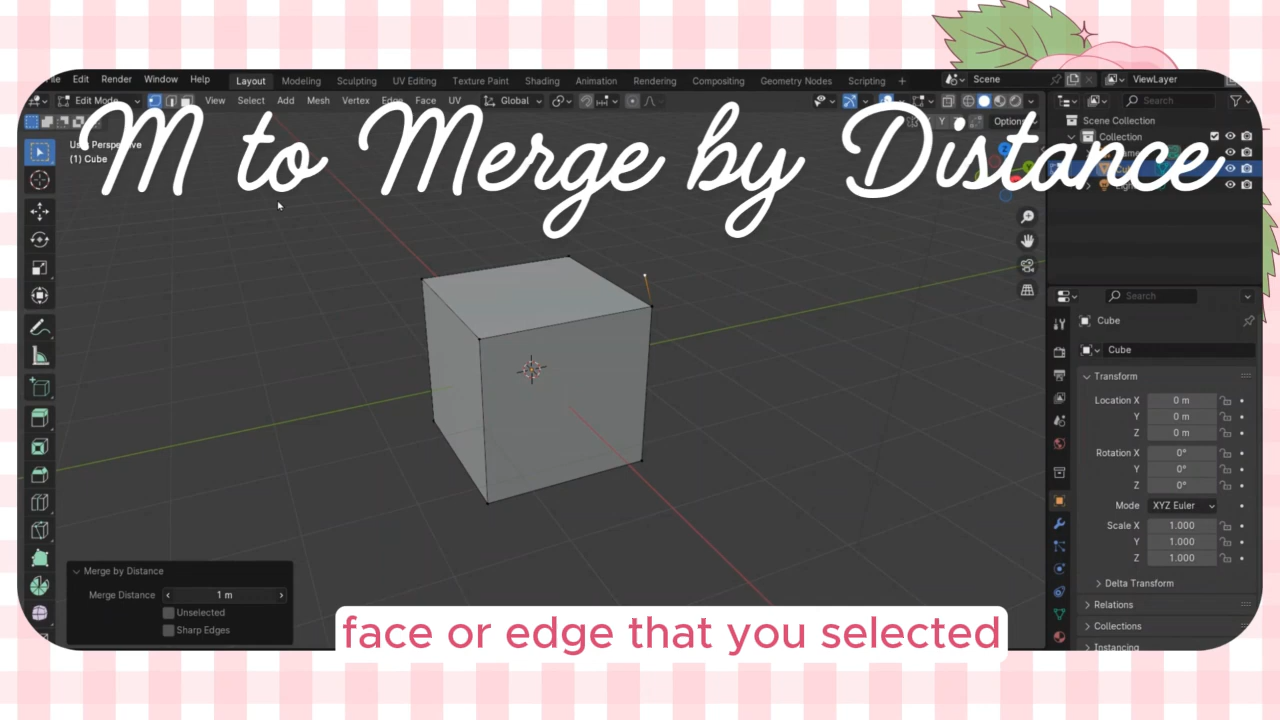 Edit Render Window Help Layout Modeling Sculpting UV Editing Texture Paint Shading Animation Rendering Compositing Geometry Nodes Scripting + Scene ViewLayer
Edit Mode View Select Add Mesh Vertex Edge Face UV Global Search
M to Merge by Distance
Options
(1) Cube
Scene Collection
Collection
Search
Cube
Cube
Transform
Location X 0 m
Y 0 m
Z 0 m
Rotation X 0°
Y 0°
Z 0°
Mode XYZ Euler
Scale X 1.000
Y 1.000
Z 1.000
Delta Transform
Relations
Collections
Instancing
Merge by Distance
Merge Distance 1 m
Unselected
Sharp Edges
face or edge that you selected